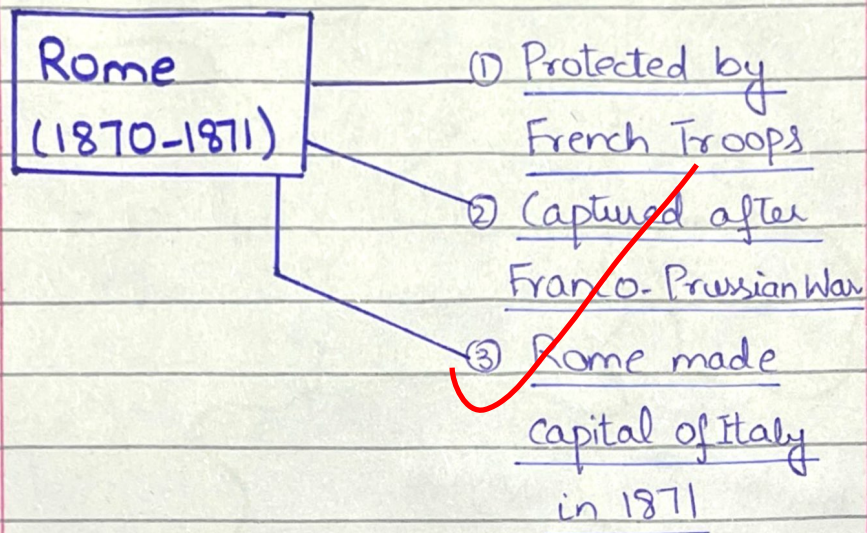 Rome
(1870-1871)
① Protected by
French Troops
② Captured after
Franco-Prussian War
③ Rome made
capital of Italy
in 1871